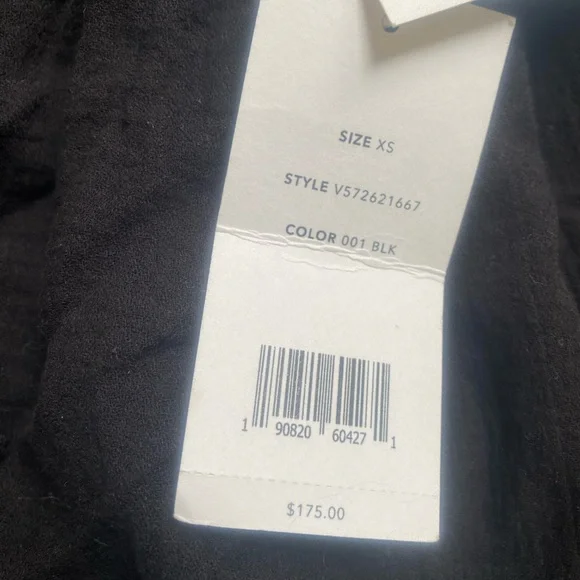 SIZE XS
STYLE V572621667
COLOR 001 BLK
1 90820 60427 1
$175.00